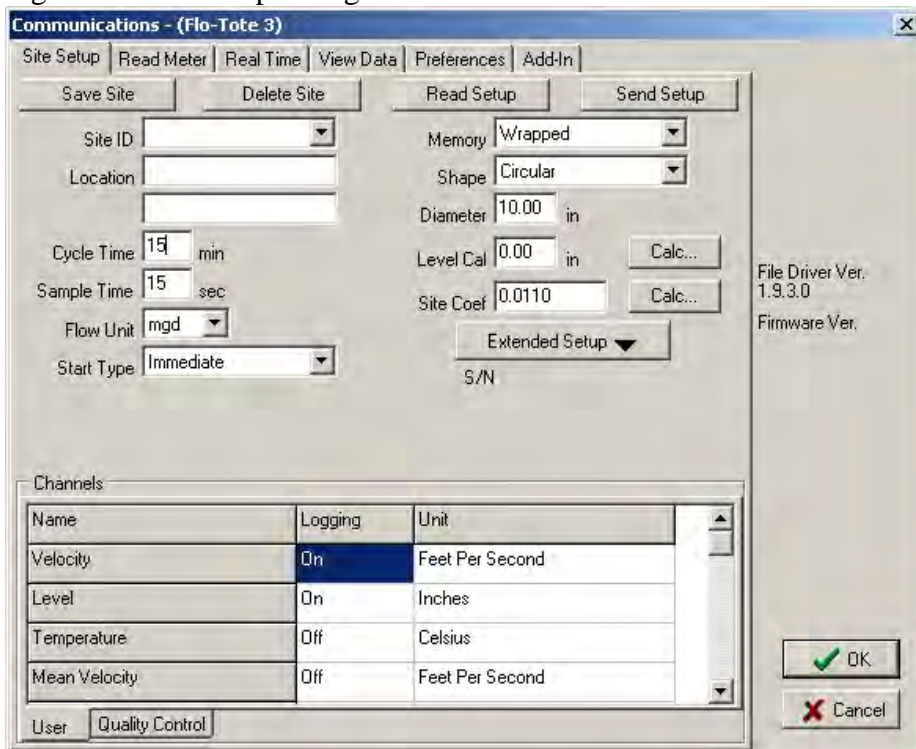 Communications - (Flo-Tote 3)
Site Setup Read Meter Real Time View Data Preferences Add-In
Save Site Delete Site Read Setup Send Setup
Site ID
Location
Cycle Time 15 min
Sample Time 15 sec
Flow Unit mgd
Start Type Immediate
Memory Wrapped
Shape Circular
Diameter 10.00 in
Level Cal 0.00 in Calc...
Site Coef 0.0110 Calc...
Extended Setup
S/N
File Driver Ver.
1.9.3.0
Firmware Ver.
Channels
Name Logging Unit
Velocity On Feet Per Second
Level On Inches
Temperature Off Celsius
Mean Velocity Off Feet Per Second
User Quality Control
OK
Cancel